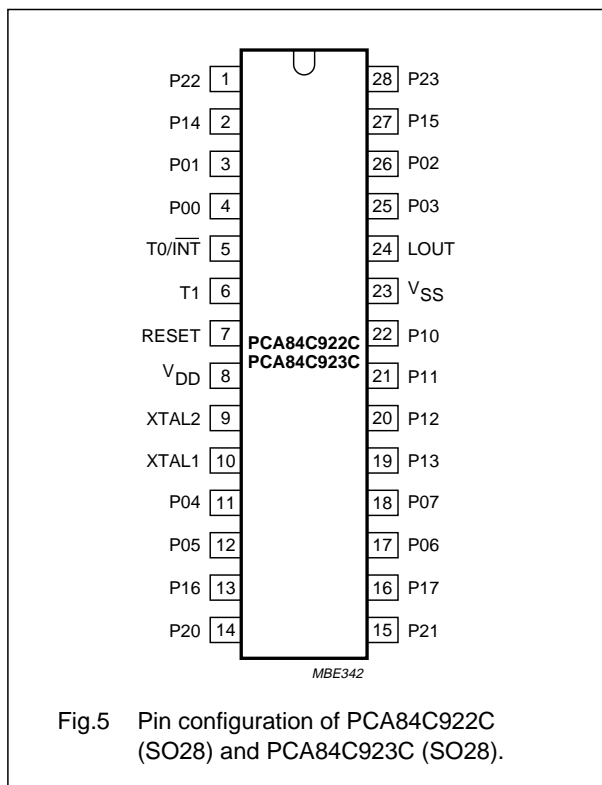 P22 1 28 P23
P14 2 27 P15
P01 3 26 P02
P00 4 25 P03
T0/I̅N̅T̅ 5 24 LOUT
T1 6 23 VSS
RESET 7 22 P10
PCA84C922C
PCA84C923C
VDD 8 21 P11
XTAL2 9 20 P12
XTAL1 10 19 P13
P04 11 18 P07
P05 12 17 P06
P16 13 16 P17
P20 14 15 P21
MBE342
Fig.5 Pin configuration of PCA84C922C
(SO28) and PCA84C923C (SO28).